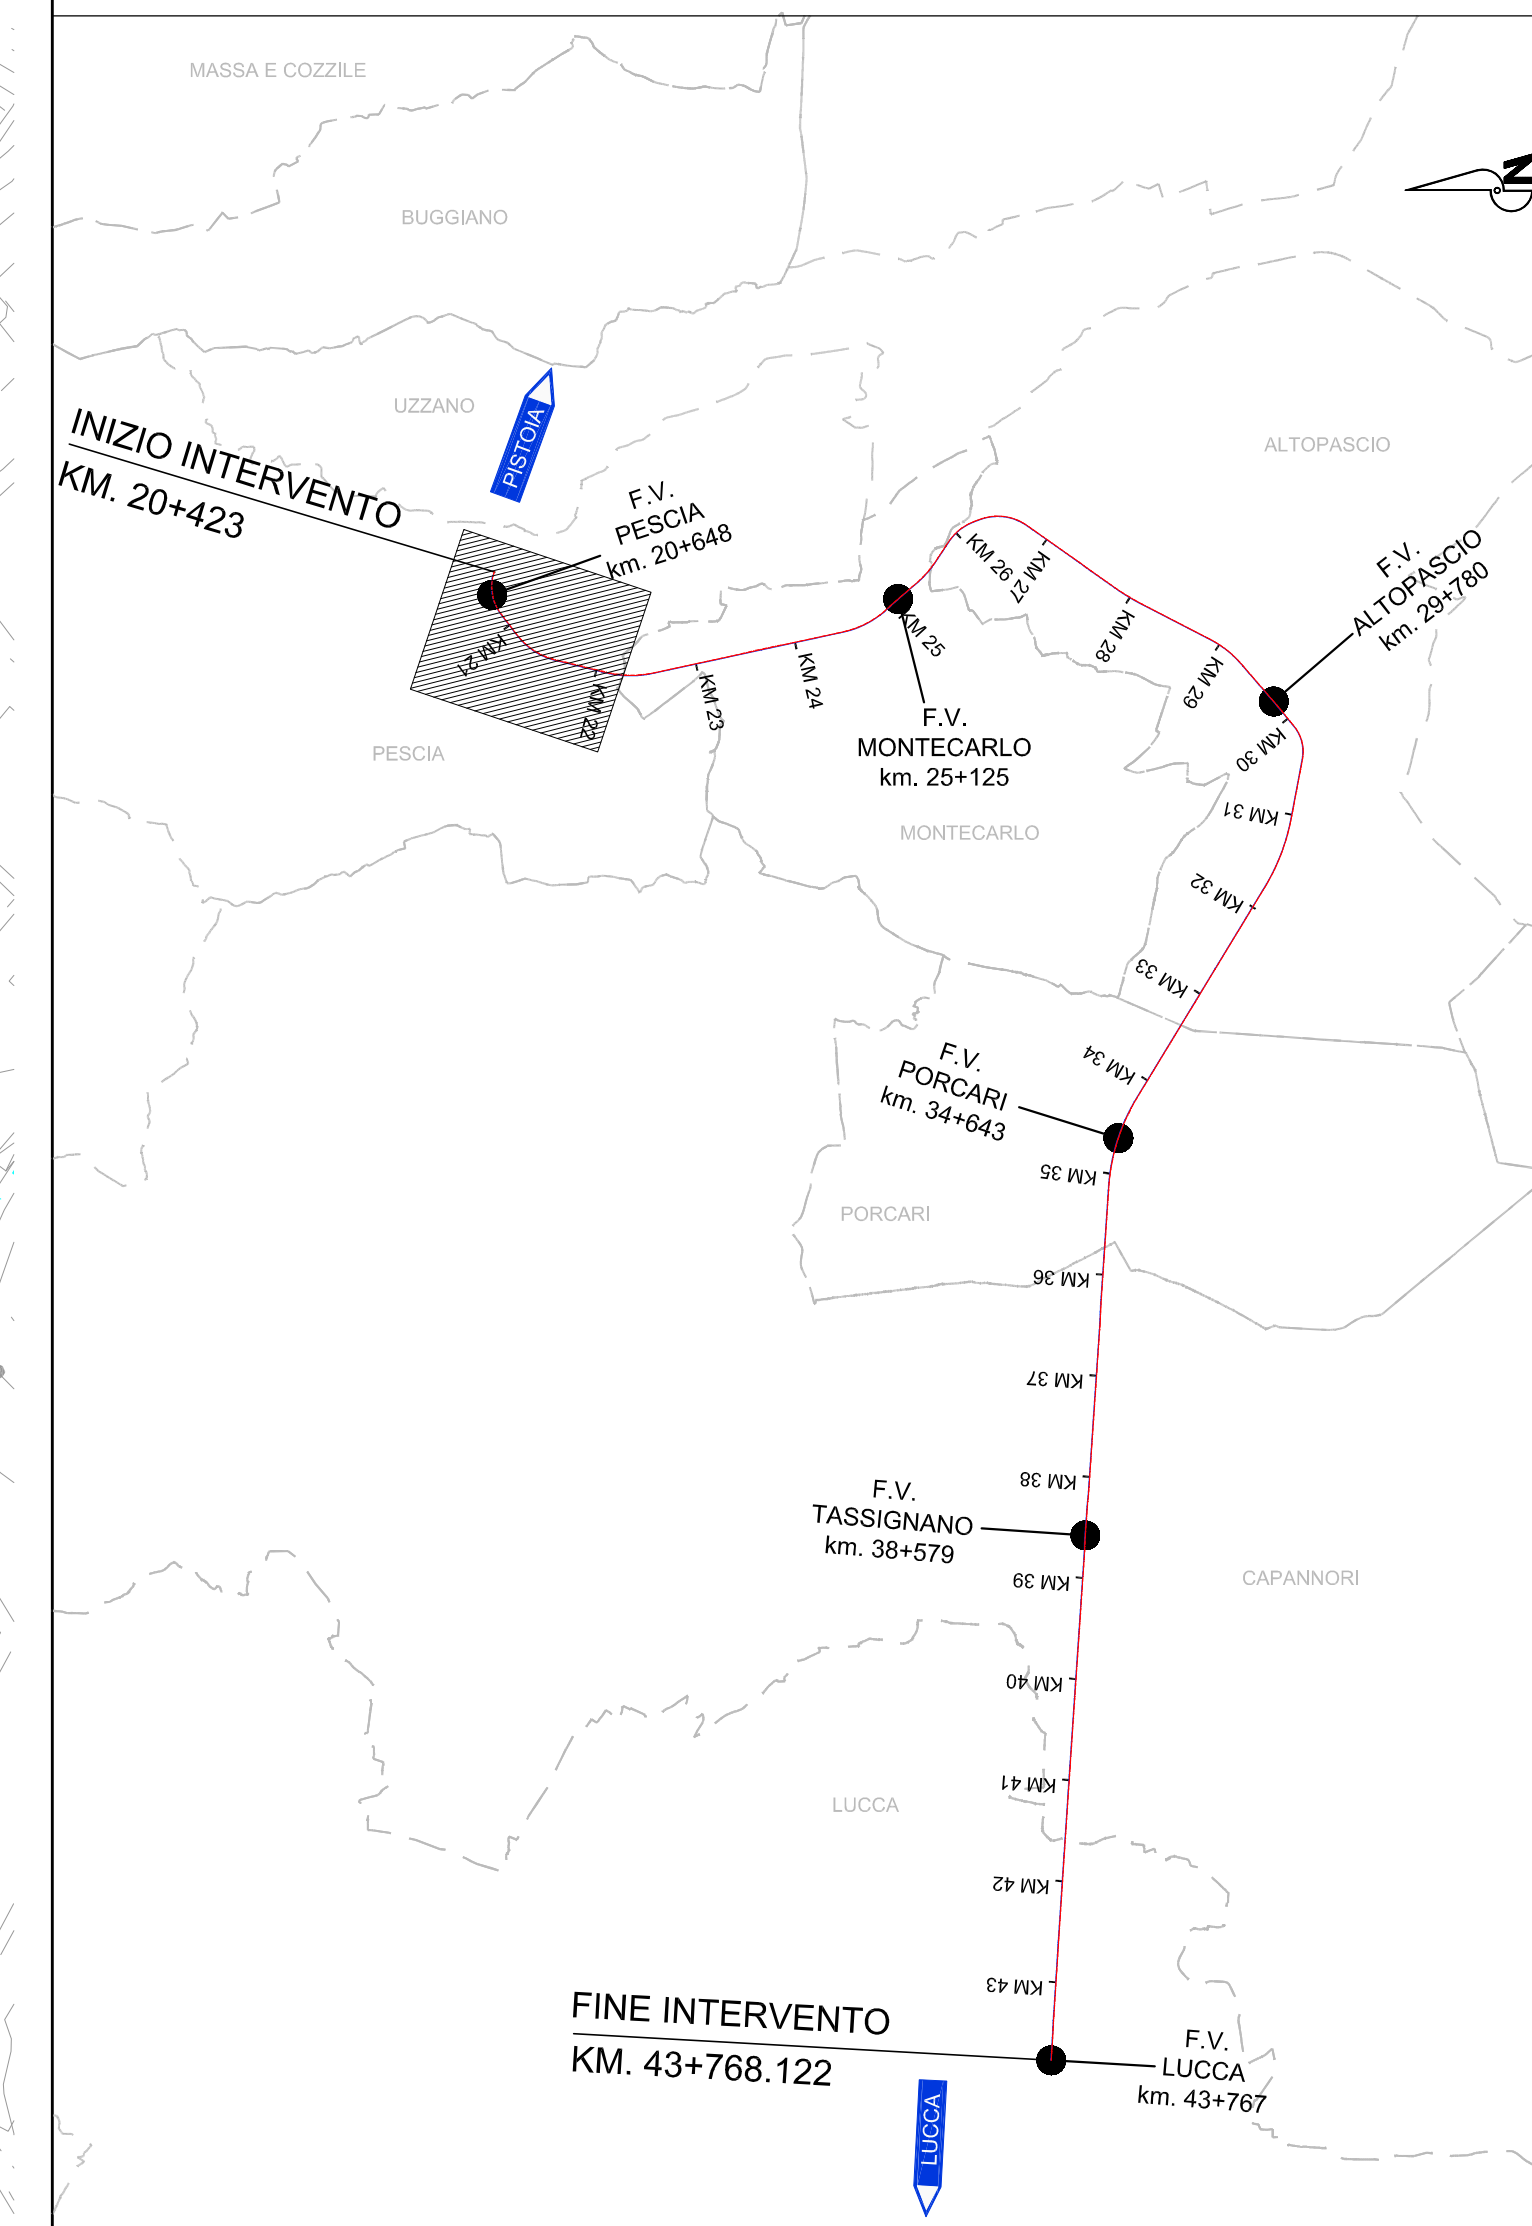 MASSA E COZZILE
N
BUGGIANO
UZZANO
PISTOIA
ALTOPASCIO
INIZIO INTERVENTO
KM. 20+423
F.V.
PESCIA
km. 20+648
F.V.
ALTOPASCIO
km. 29+780
KM 21
KM 22
KM 23
KM 24
KM 25
KM 26
KM 27
KM 28
KM 29
KM 30
F.V.
MONTECARLO
km. 25+125
PESCIA
MONTECARLO
KM 31
KM 32
KM 33
KM 34
F.V.
PORCARI
km. 34+643
KM 35
PORCARI
KM 36
KM 37
KM 38
F.V.
TASSIGNANO
km. 38+579
KM 39
CAPANNORI
KM 40
KM 41
LUCCA
KM 42
KM 43
FINE INTERVENTO
KM. 43+768.122
F.V.
LUCCA
km. 43+767
LUCCA